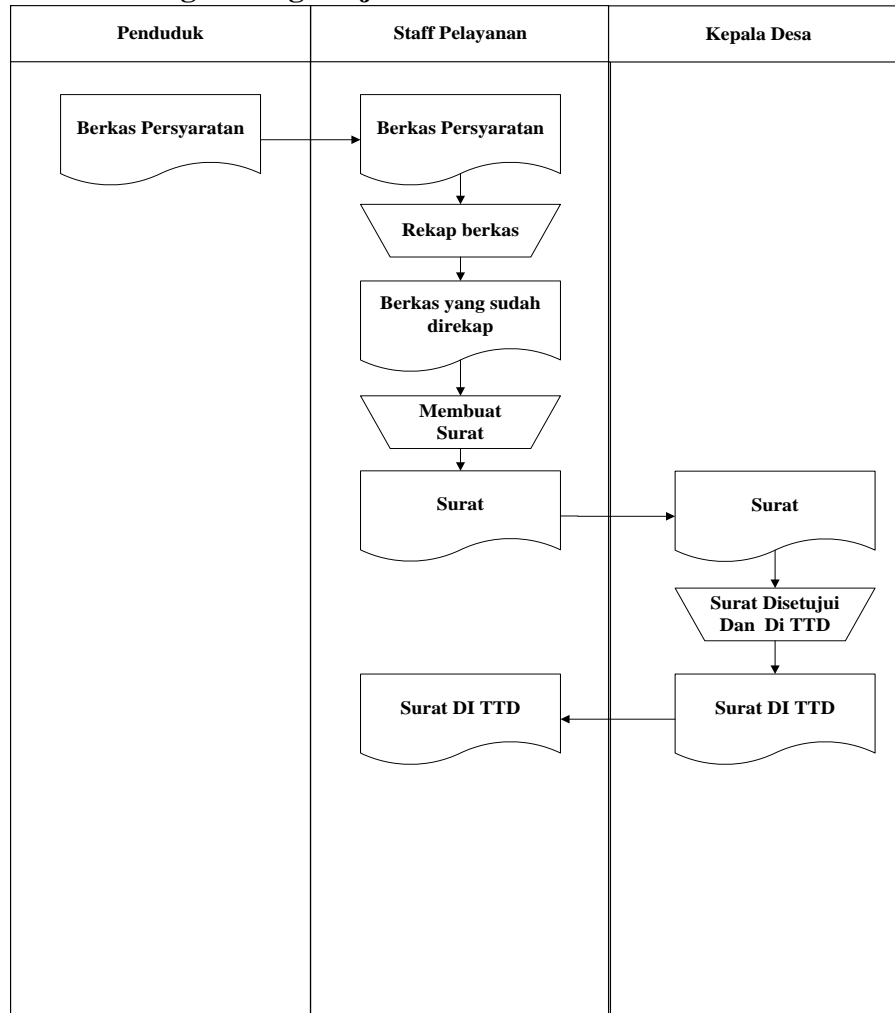 Penduduk
Staff Pelayanan
Kepala Desa
Berkas Persyaratan
Berkas Persyaratan
Rekap berkas
Berkas yang sudah
direkap
Membuat
Surat
Surat
Surat
Surat Disetujui
Dan Di TTD
Surat DI TTD
Surat DI TTD